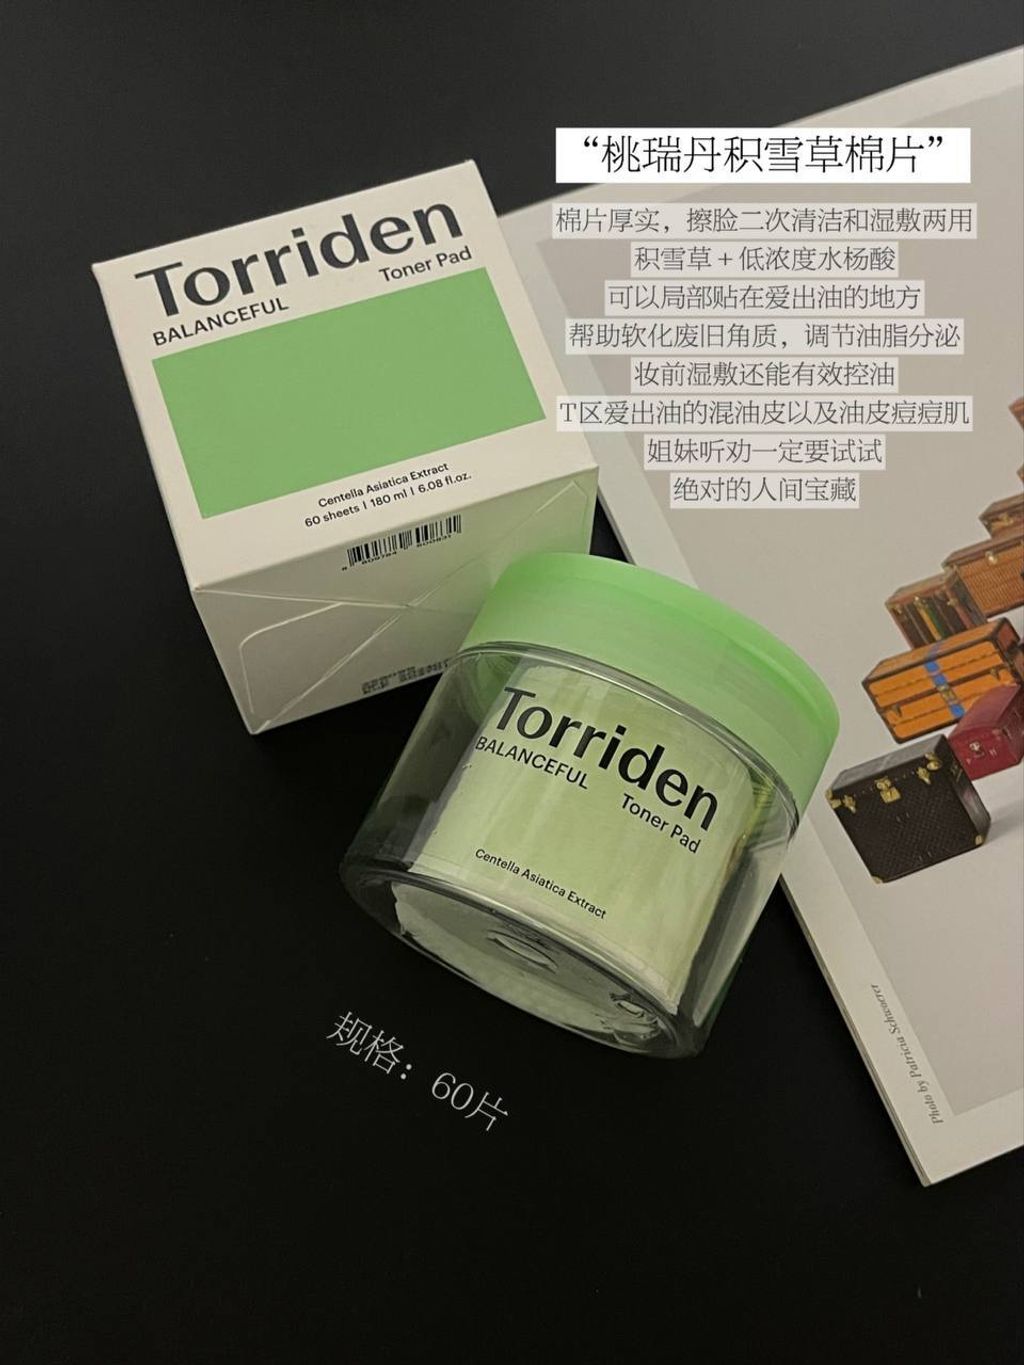 “桃瑞丹积雪草棉片”
棉片厚实，擦脸二次清洁和湿敷两用
积雪草+低浓度水杨酸
可以局部贴在爱出油的地方
帮助软化废旧角质，调节油脂分泌
妆前湿敷还能有效控油
T区爱出油的混油皮以及油皮痘痘肌
姐妹听劝一定要试试
绝对的人间宝藏
Torriden
BALANCEFUL
Toner Pad
Centella Asiatica Extract
60 sheets | 180 ml | 6.08 fl.oz.
Torriden
BALANCEFUL
Toner Pad
Centella Asiatica Extract
规格：60片